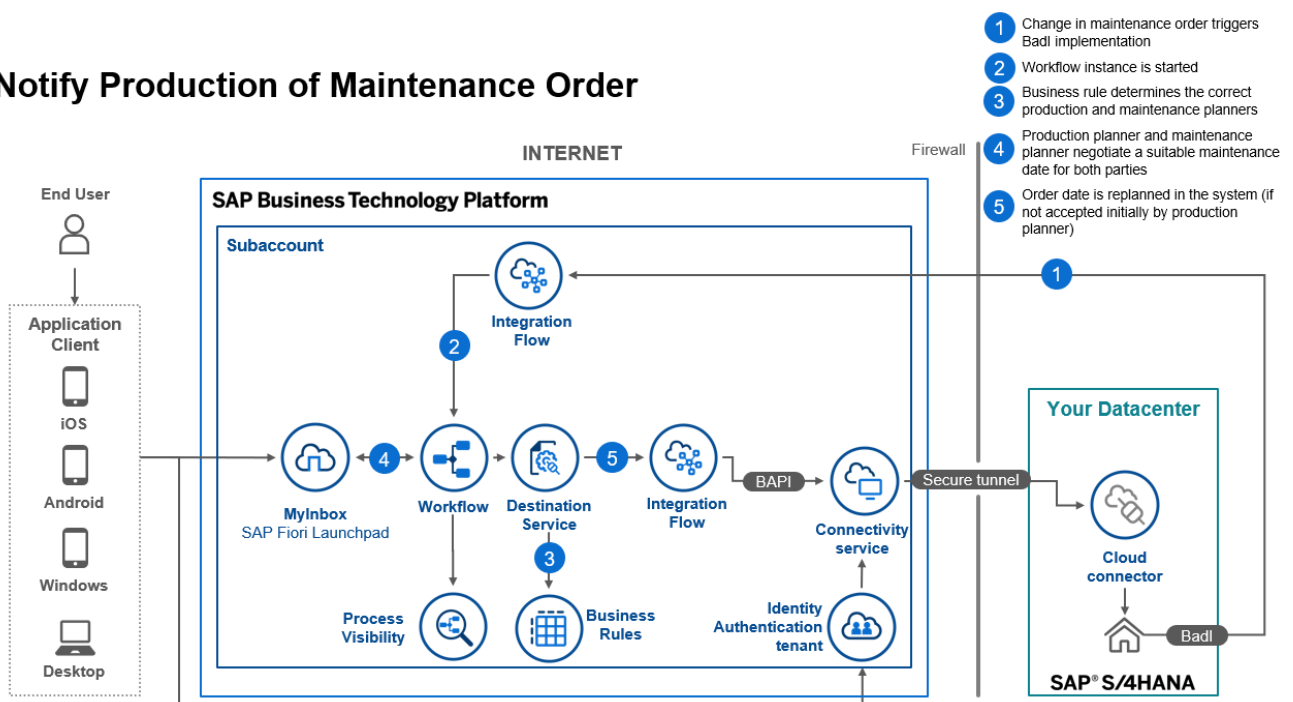 1 Change in maintenance order triggers
BadI implementation
2 Workflow instance is started
3 Business rule determines the correct
production and maintenance planners
4 Production planner and maintenance
planner negotiate a suitable maintenance
date for both parties
5 Order date is replanned in the system (if
not accepted initially by production
planner)
Notify Production of Maintenance Order
INTERNET
Firewall
End User
SAP Business Technology Platform
Subaccount
1
Integration
Flow
Application
Client
iOS
Android
Windows
Desktop
2
4
5
MyInbox
SAP Fiori Launchpad
Workflow
Destination
Service
Integration
Flow
BAPI
Connectivity
service
Secure tunnel
3
Process
Visibility
Business
Rules
Identity
Authentication
tenant
Your Datacenter
Cloud
connector
BadI
SAP® S/4HANA